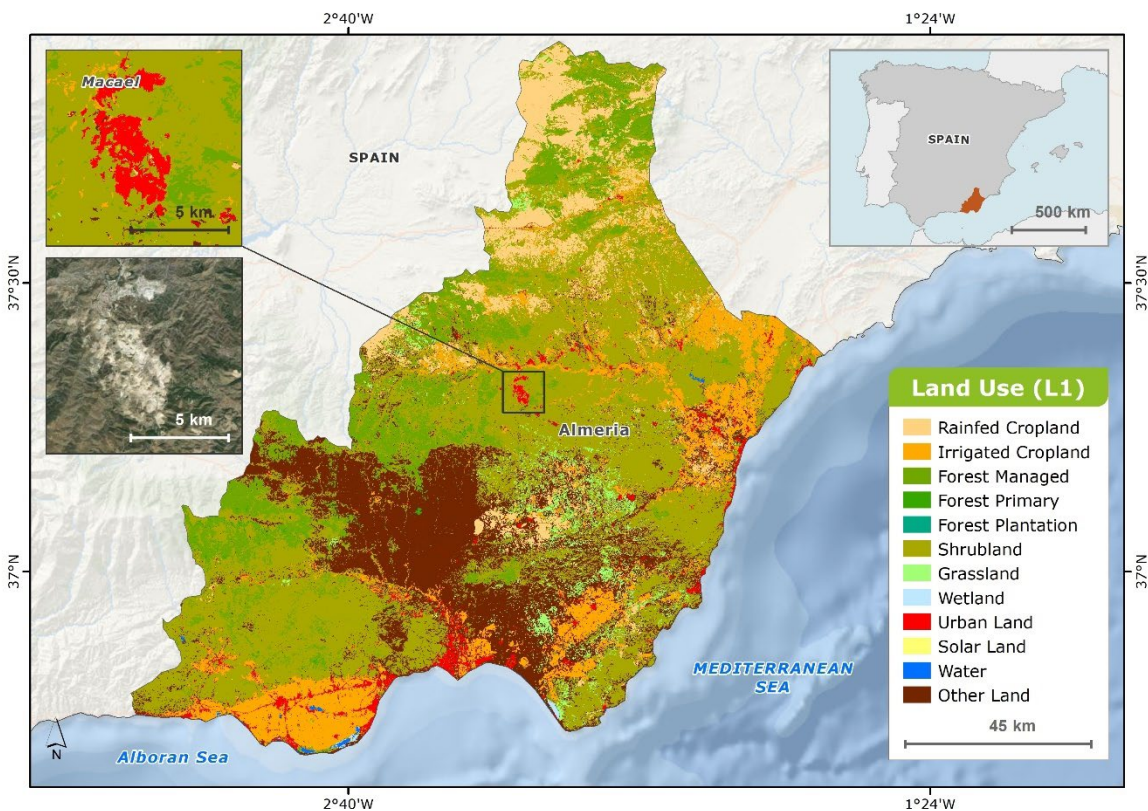 2°40'W
1°24'W
Macael
5 km
5 km
SPAIN
SPAIN
500 km
37°30'N
37°30'N
Almeria
37°N
37°N
Land Use (L1)
Rainfed Cropland
Irrigated Cropland
Forest Managed
Forest Primary
Forest Plantation
Shrubland
Grassland
Wetland
Urban Land
Solar Land
Water
Other Land
45 km
MEDITERRANEAN
SEA
Alboran Sea
N
2°40'W
1°24'W